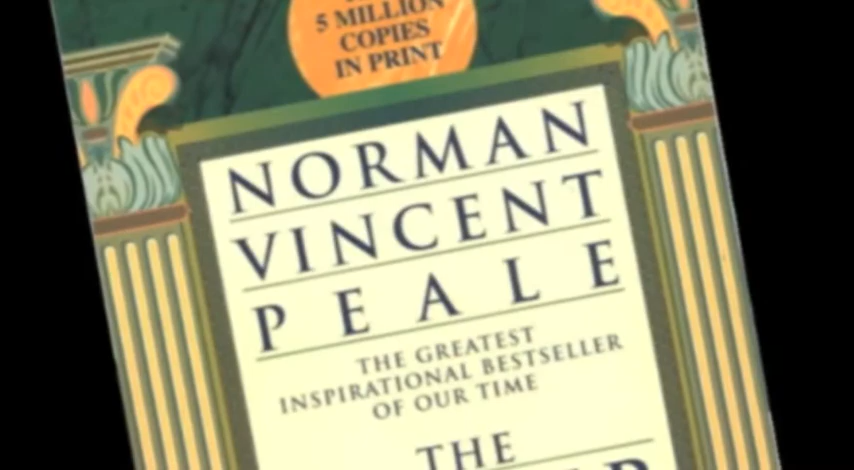 5 MILLION
COPIES
IN PRINT
NORMAN
VINCENT
PEALE
THE GREATEST
INSPIRATIONAL BESTSELLER
OF OUR TIME
THE